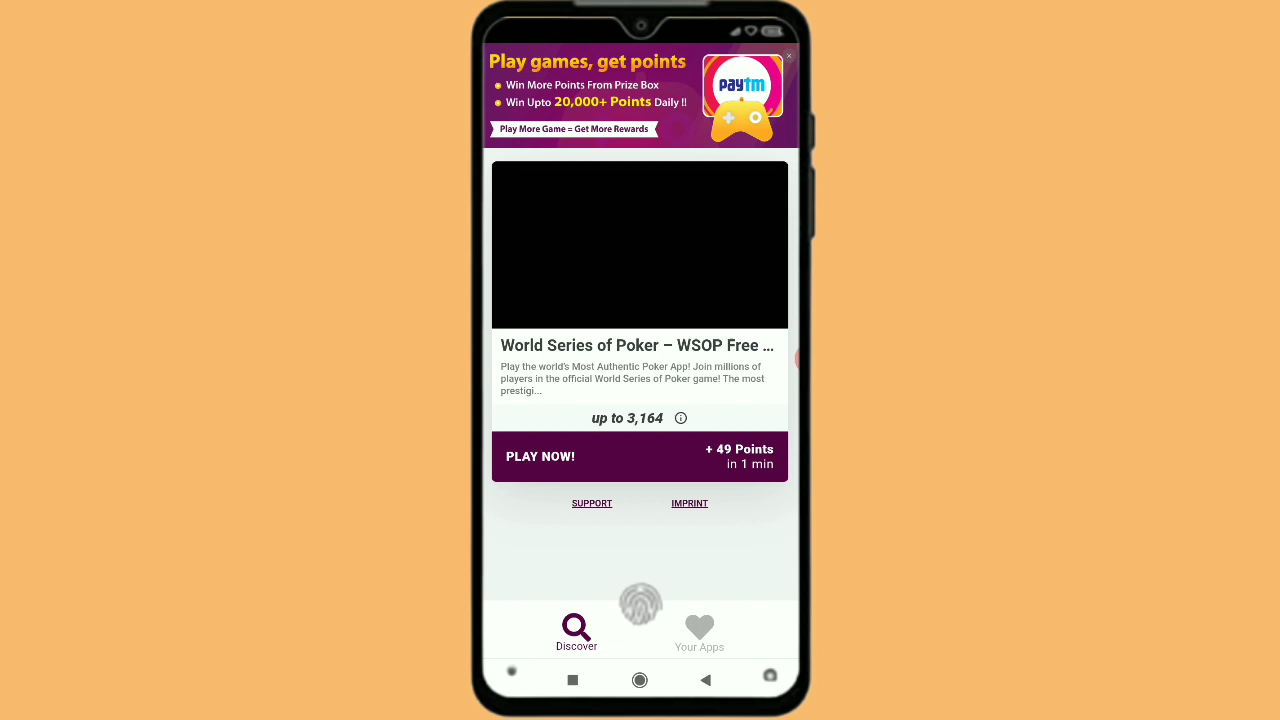 Play games, get points
Win More Points From Prize Box
Win Upto 20,000+ Points Daily !!
Play More Game = Get More Rewards
paytm
World Series of Poker – WSOP Free ...
Play the world's Most Authentic Poker App! Join millions of
players in the official World Series of Poker game! The most
prestigi...
up to 3,164
PLAY NOW!
+ 49 Points
in 1 min
SUPPORT IMPRINT
Discover Your Apps